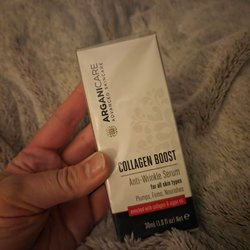 ARGANICARE
ADVANCED SKINCARE
COLLAGEN BOOST
Anti-Wrinkle Serum
for all skin types
Plumps, Firms, Nourishes
enriched with collagen & argan oil
30ml (1.0 fl oz) Net e